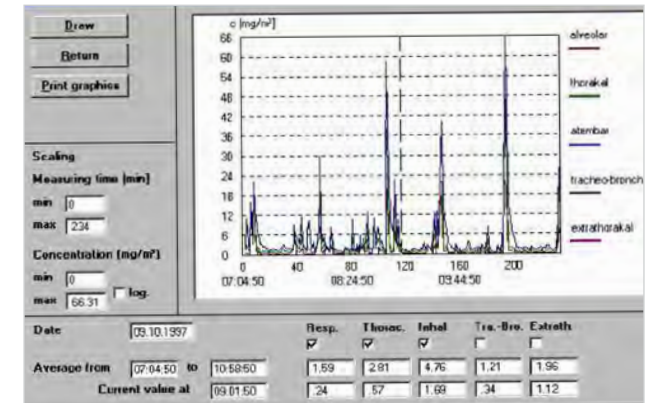 Draw
Return
Print graphics
Scaling
Measuring time [min]
min 0
max 234
Concentration (mg/m³)
min 0
max 66.31 log.
c [mg/m³]
66
60
54
48
42
36
30
24
18
12
6
0
0 40 80 120 160 200
07:04:50 08:24:50 09:44:50
alveolar
thorakal
atembar
tracheo-bronch
extrathorakal
Date 09.10.1997 Resp. Thorac. Inhal Tra.-Bro. Extrath
Average from 07:04:50 to 10:58:50 1.59 2.81 4.76 1.21 1.96
Current value at 09:01:50 .24 .57 1.69 .34 1.12